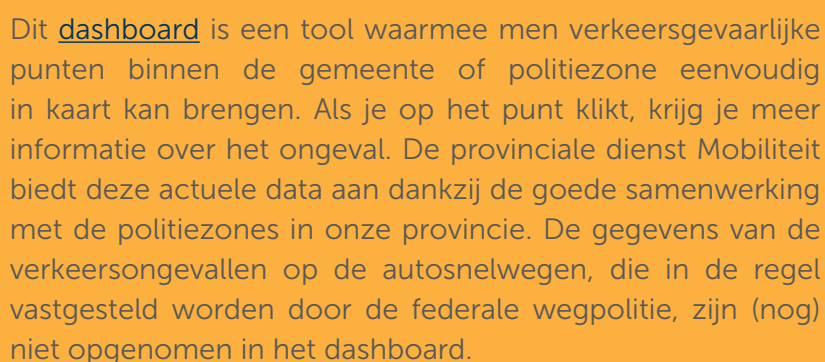 Dit dashboard is een tool waarmee men verkeersgevaarlijke
punten binnen de gemeente of politiezone eenvoudig
in kaart kan brengen. Als je op het punt klikt, krijg je meer
informatie over het ongeval. De provinciale dienst Mobiliteit
biedt deze actuele data aan dankzij de goede samenwerking
met de politiezones in onze provincie. De gegevens van de
verkeersongevallen op de autosnelwegen, die in de regel
vastgesteld worden door de federale wegpolitie, zijn (nog)
niet opgenomen in het dashboard.